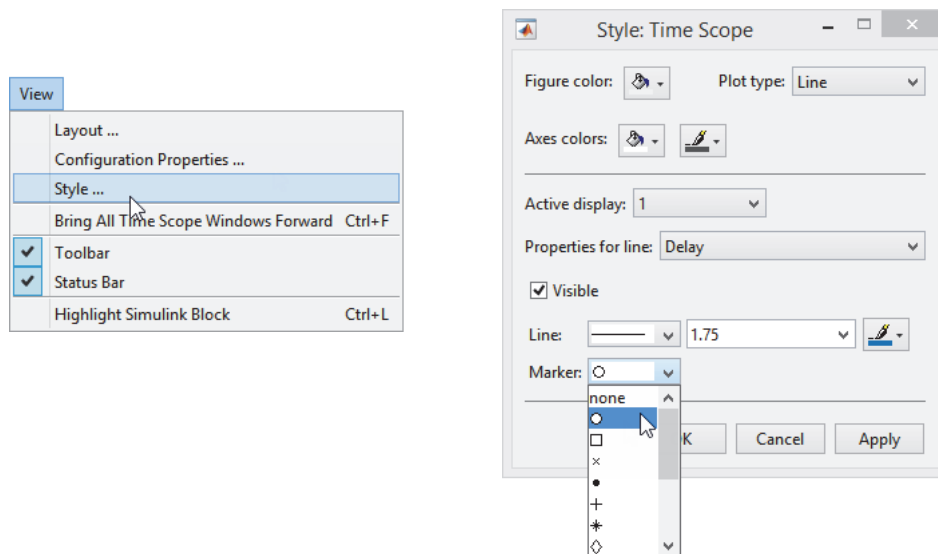 View
Layout ...
Configuration Properties ...
Style ...
Bring All Time Scope Windows Forward Ctrl+F
Toolbar
Status Bar
Highlight Simulink Block Ctrl+L
Style: Time Scope
Figure color: Plot type: Line
Axes colors:
Active display: 1
Properties for line: Delay
Visible
Line: 1.75
Marker:
none
Cancel Apply